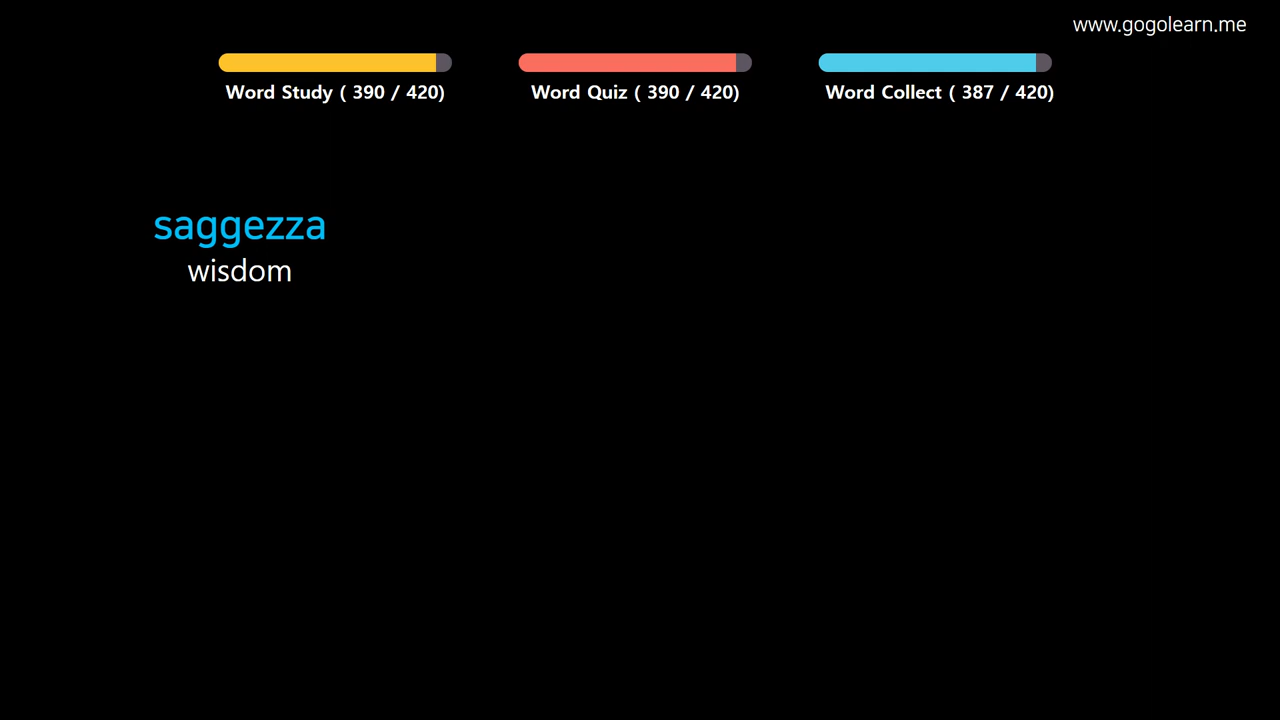 www.gogolearn.me
Word Study ( 390 / 420)
Word Quiz ( 390 / 420)
Word Collect ( 387 / 420)
saggezza
wisdom